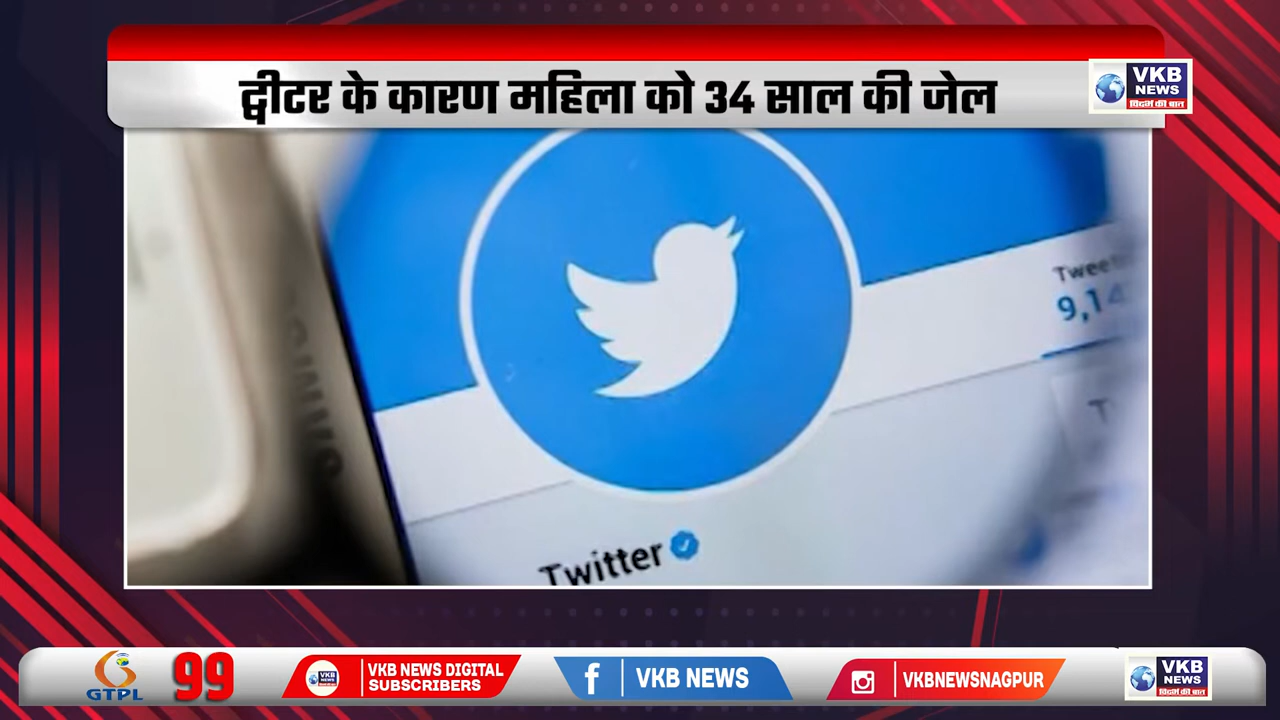 ट्वीटर के कारण महिला को 34 साल की जेल
VKB
NEWS
विदर्भ की बात
Twitter
GTPL
99
VKB NEWS DIGITAL
SUBSCRIBERS
f
VKB NEWS
VKBNEWSNAGPUR
VKB
NEWS
विदर्भ की बात